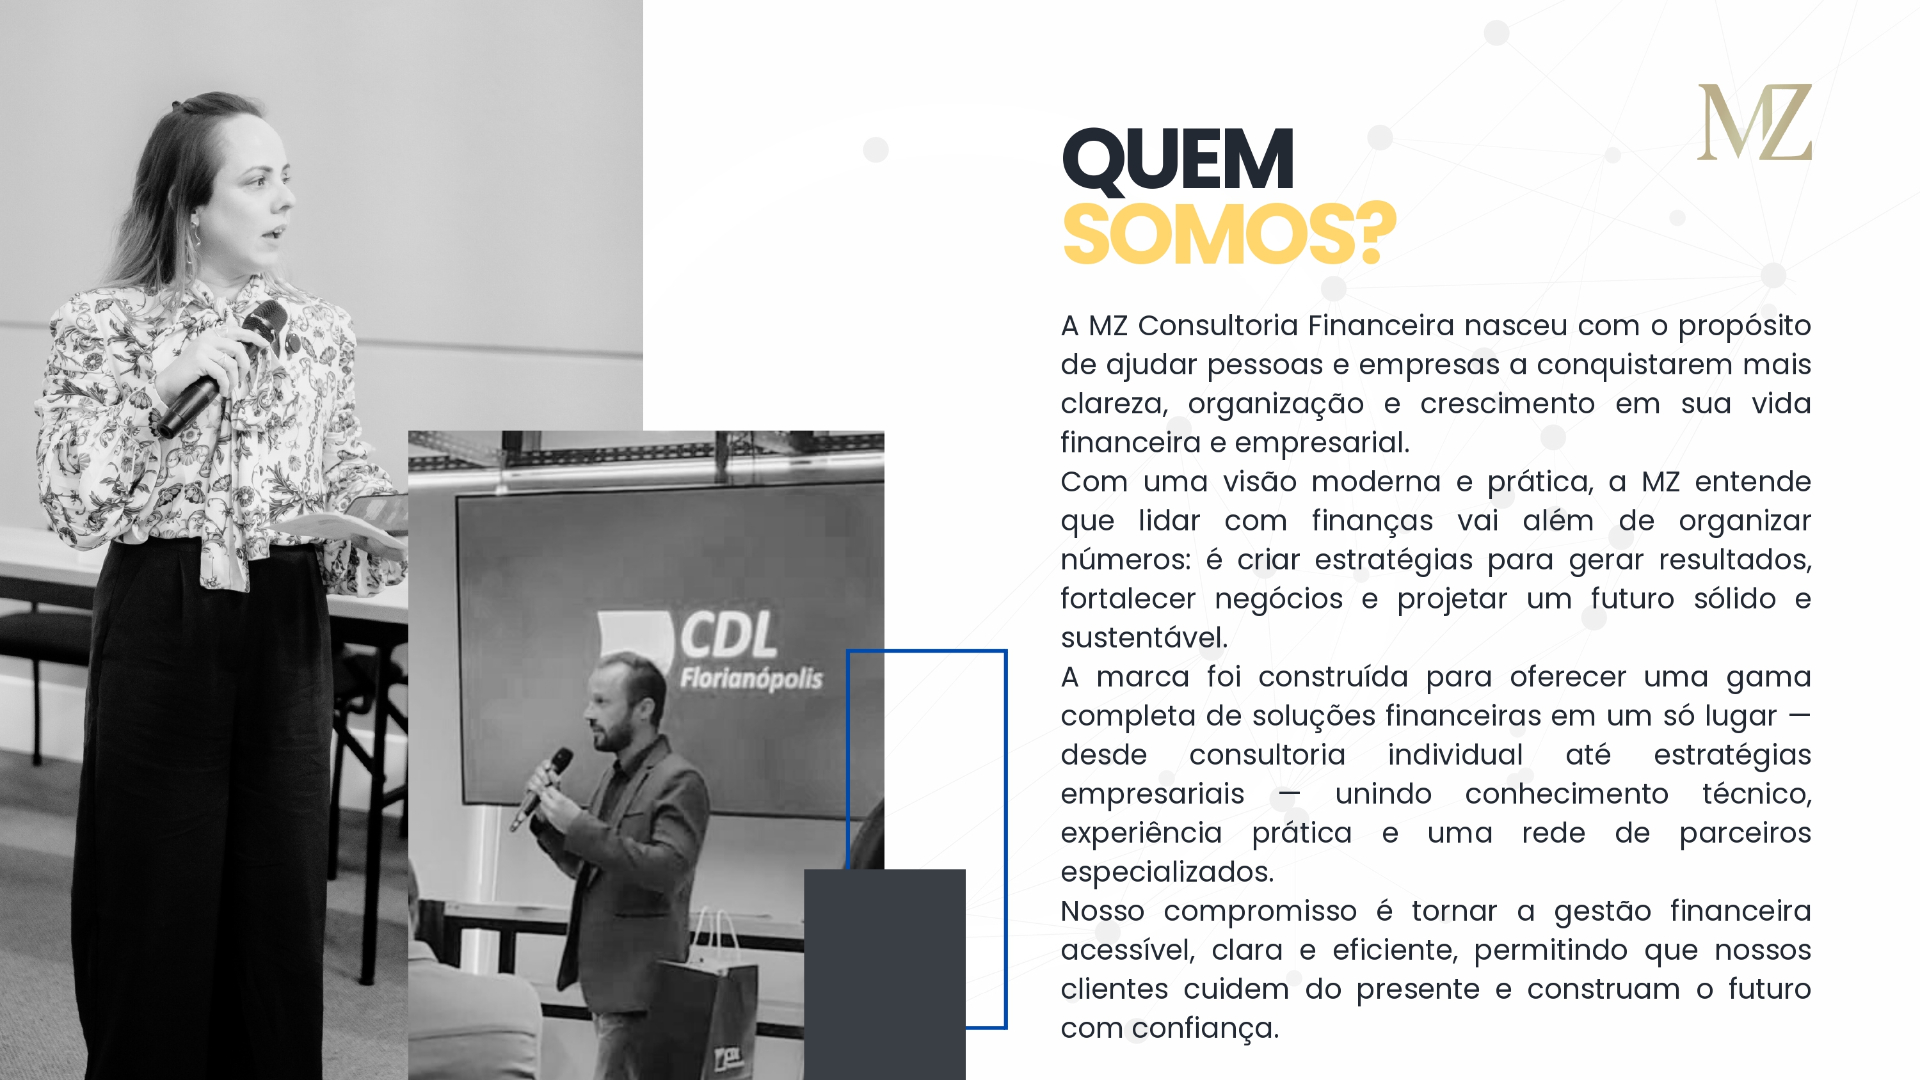 MZ
QUEM
SOMOS?
A MZ Consultoria Financeira nasceu com o propósito
de ajudar pessoas e empresas a conquistarem mais
clareza, organização e crescimento em sua vida
financeira e empresarial.
Com uma visão moderna e prática, a MZ entende
que lidar com finanças vai além de organizar
números: é criar estratégias para gerar resultados,
fortalecer negócios e projetar um futuro sólido e
sustentável.
A marca foi construída para oferecer uma gama
completa de soluções financeiras em um só lugar —
desde consultoria individual até estratégias
empresariais — unindo conhecimento técnico,
experiência prática e uma rede de parceiros
especializados.
Nosso compromisso é tornar a gestão financeira
acessível, clara e eficiente, permitindo que nossos
clientes cuidem do presente e construam o futuro
com confiança.
CDL
Florianópolis
CDL